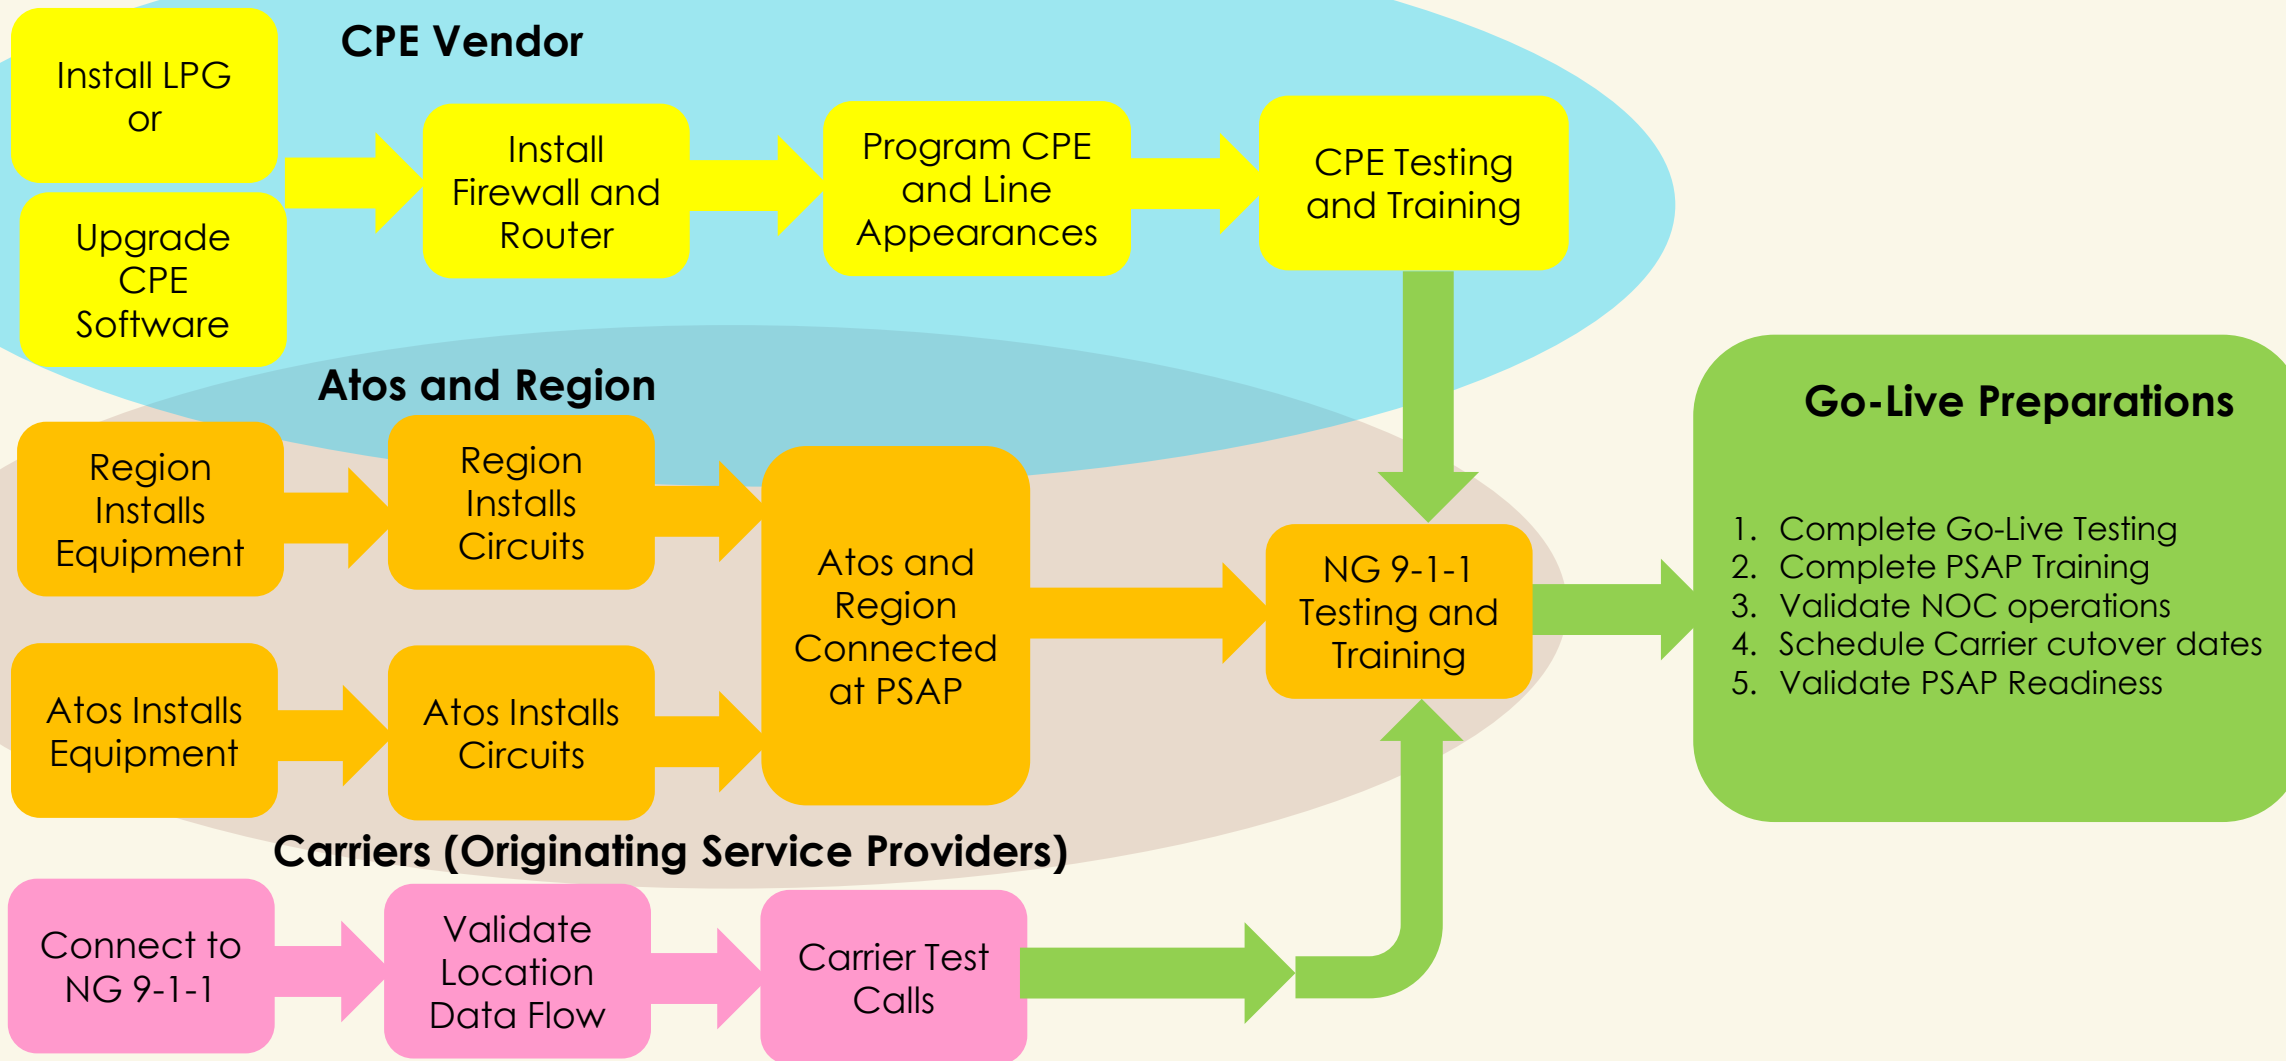 CPE Vendor
Install LPG
or
Upgrade
CPE
Software
Install
Firewall and
Router
Program CPE
and Line
Appearances
CPE Testing
and Training
Atos and Region
Region
Installs
Equipment
Region
Installs
Circuits
Atos Installs
Equipment
Atos Installs
Circuits
Atos and
Region
Connected
at PSAP
NG 9-1-1
Testing and
Training
Go-Live Preparations
1. Complete Go-Live Testing
2. Complete PSAP Training
3. Validate NOC operations
4. Schedule Carrier cutover dates
5. Validate PSAP Readiness
Carriers (Originating Service Providers)
Connect to
NG 9-1-1
Validate
Location
Data Flow
Carrier Test
Calls